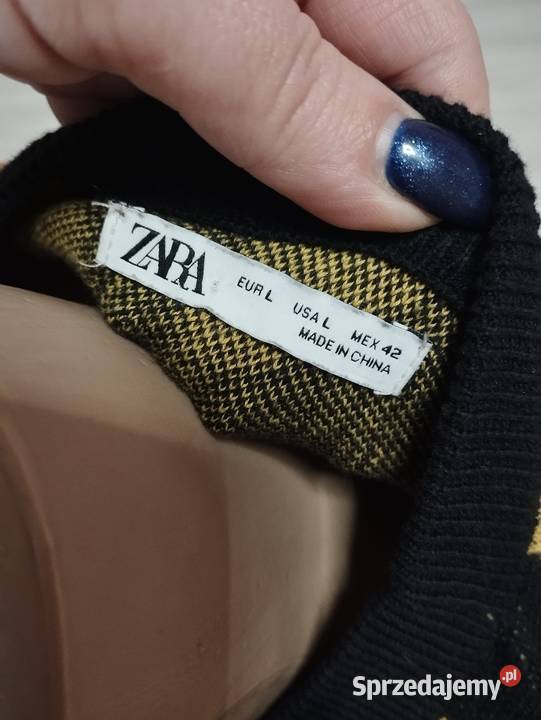 ZARA
EUR L USA L MEX 42
MADE IN CHINA
Sprzedajemy.pl